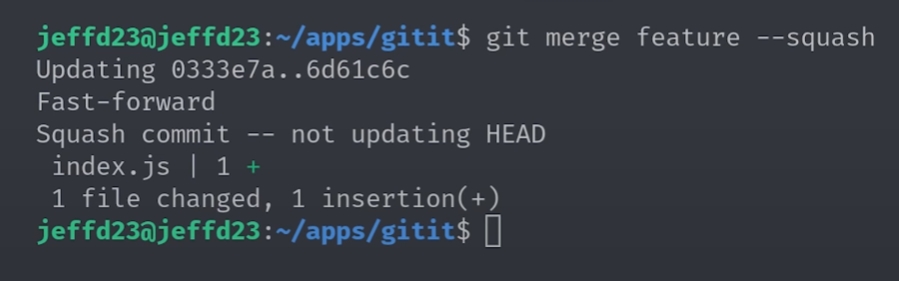 jeffd23@jeffd23:~/apps/gitit$ git merge feature --squash
Updating 0333e7a..6d61c6c
Fast-forward
Squash commit -- not updating HEAD
 index.js | 1 +
 1 file changed, 1 insertion(+)
jeffd23@jeffd23:~/apps/gitit$